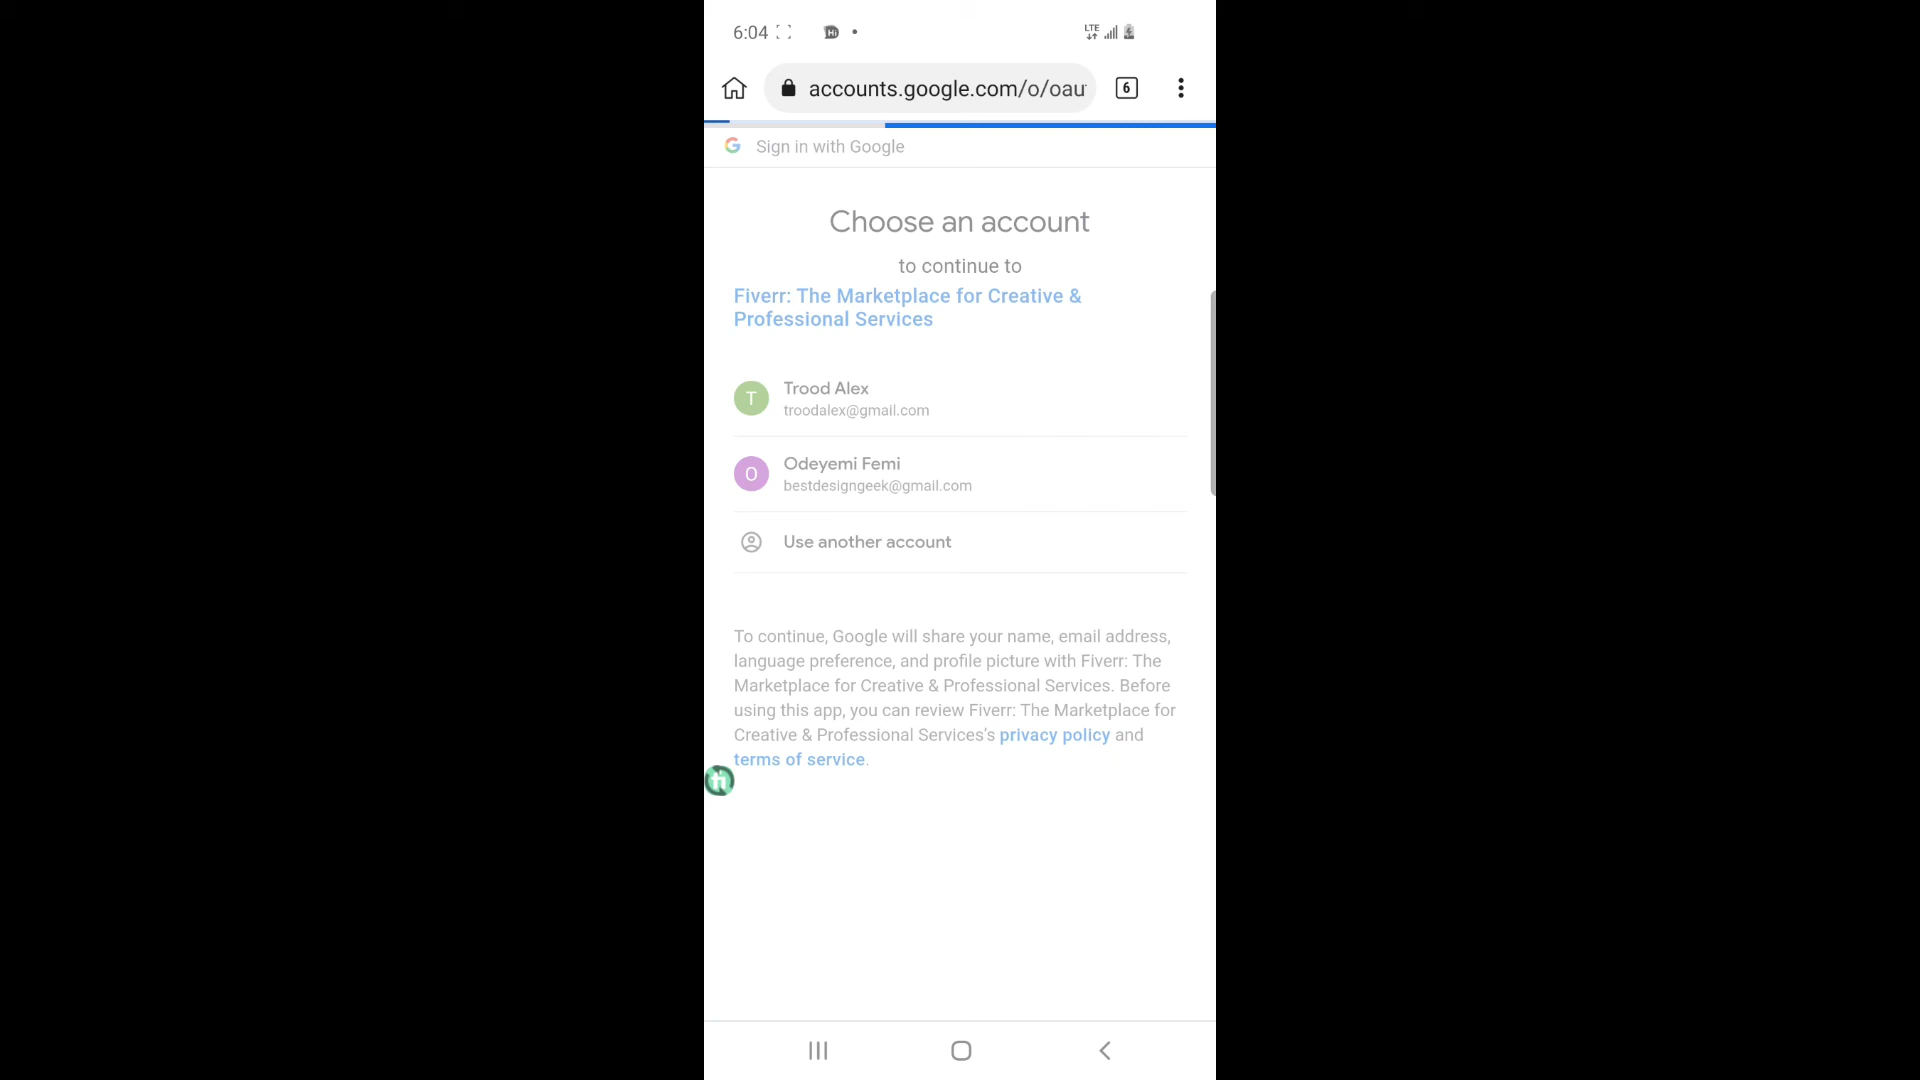 6:04
LTE
accounts.google.com/o/oau
6
Sign in with Google
Choose an account
to continue to
Fiverr: The Marketplace for Creative &
Professional Services
T
Trood Alex
troodalex@gmail.com
O
Odeyemi Femi
bestdesigngeek@gmail.com
Use another account
To continue, Google will share your name, email address,
language preference, and profile picture with Fiverr: The
Marketplace for Creative & Professional Services. Before
using this app, you can review Fiverr: The Marketplace for
Creative & Professional Services's privacy policy and
terms of service.